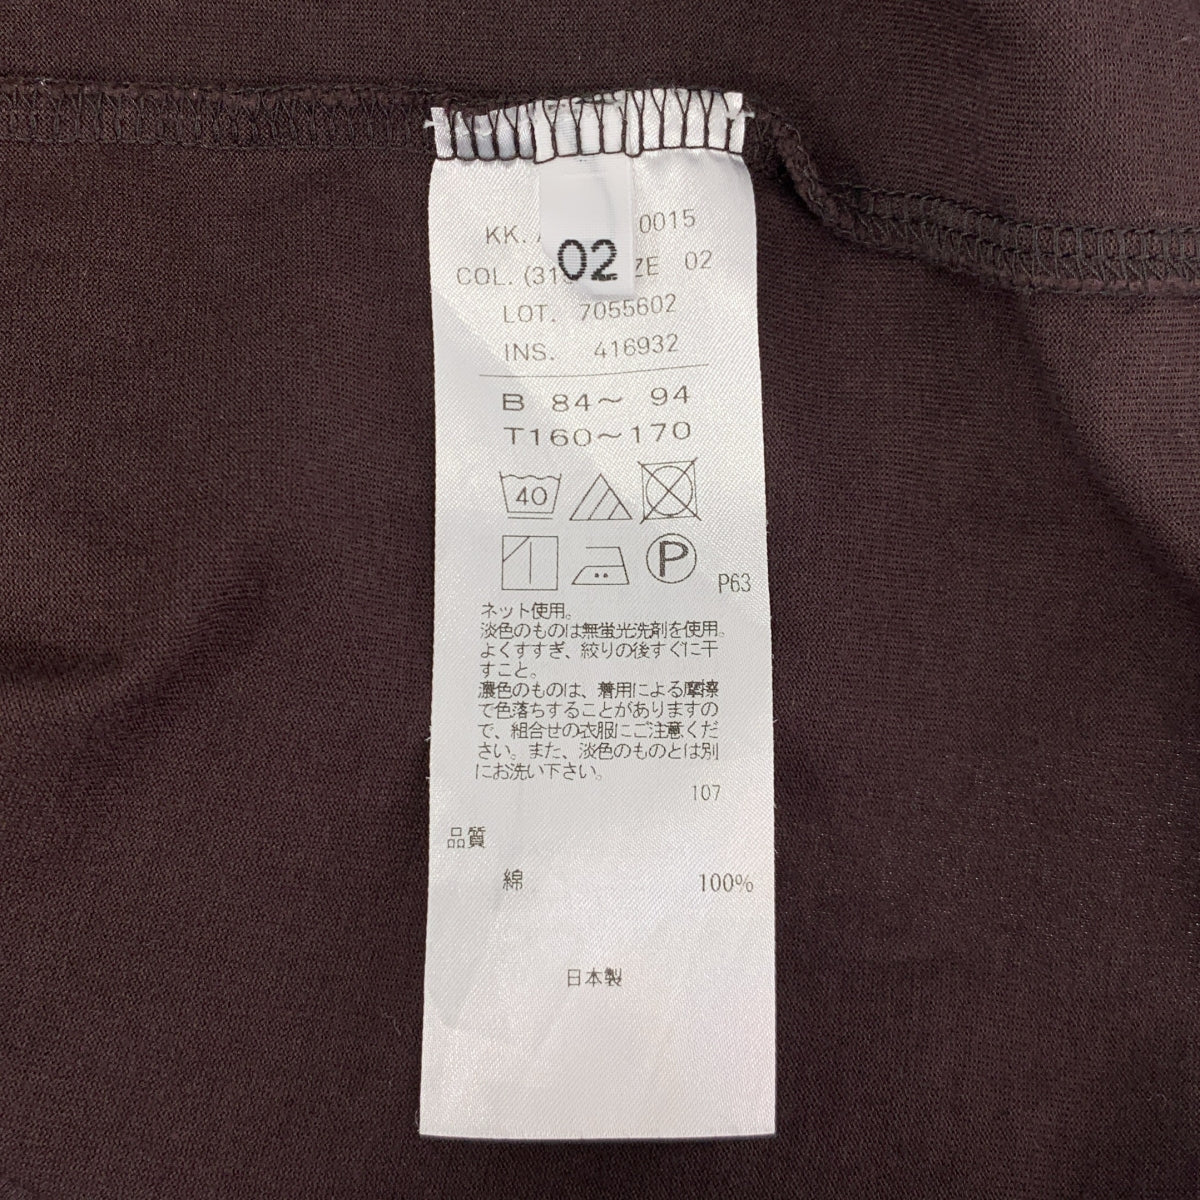 KK. 0015
02
COL. 02
LOT. 7055602
INS. 416932
B 84〜 94
T160〜170
40
P
P63
ネット使用。
淡色のものは無蛍光洗剤を使用。
よくすすぎ、絞りの後すぐに干
すこと。
濃色のものは、着用による摩擦
で色落ちすることがありますの
で、組合せの衣服にご注意くだ
さい。また、淡色のものとは別
にお洗い下さい。
107
品質
綿 100%
日本製